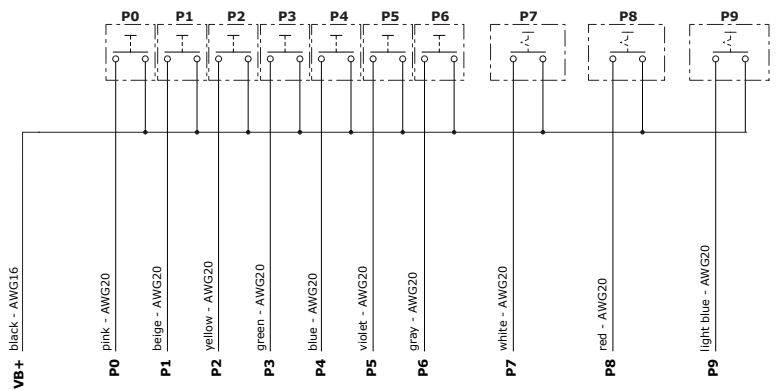 P0
P1
P2
P3
P4
P5
P6
P7
P8
P9
black - AWG16
pink - AWG20
beige - AWG20
yellow - AWG20
green - AWG20
blue - AWG20
violet - AWG20
gray - AWG20
white - AWG20
red - AWG20
light blue - AWG20
VB+
P0
P1
P2
P3
P4
P5
P6
P7
P8
P9